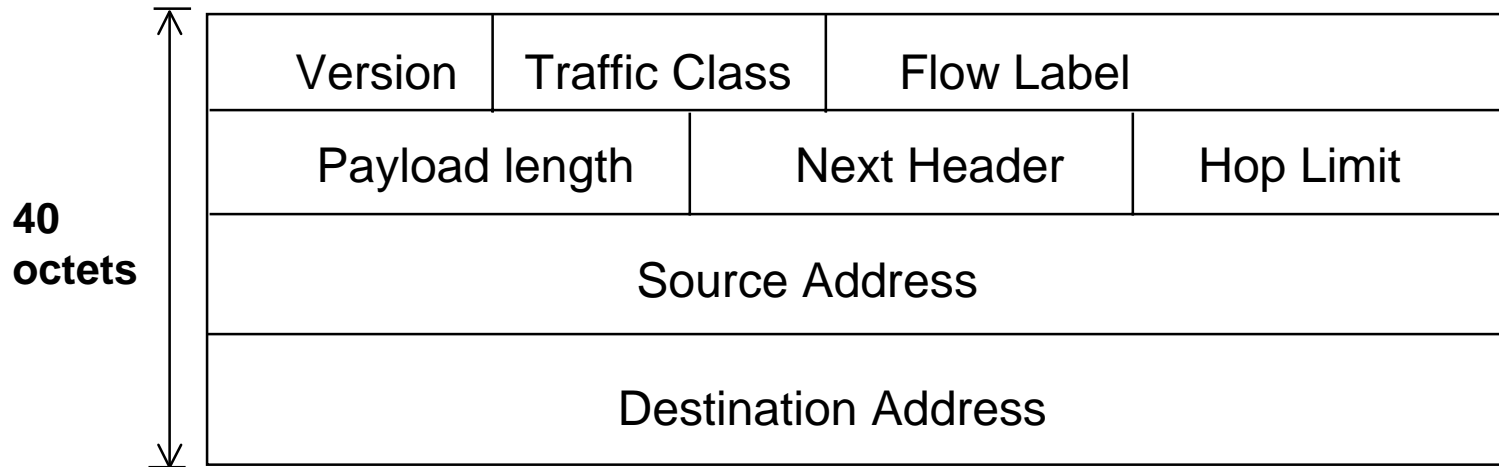 Version Traffic Class Flow Label
Payload length Next Header Hop Limit
40
octets
Source Address
Destination Address